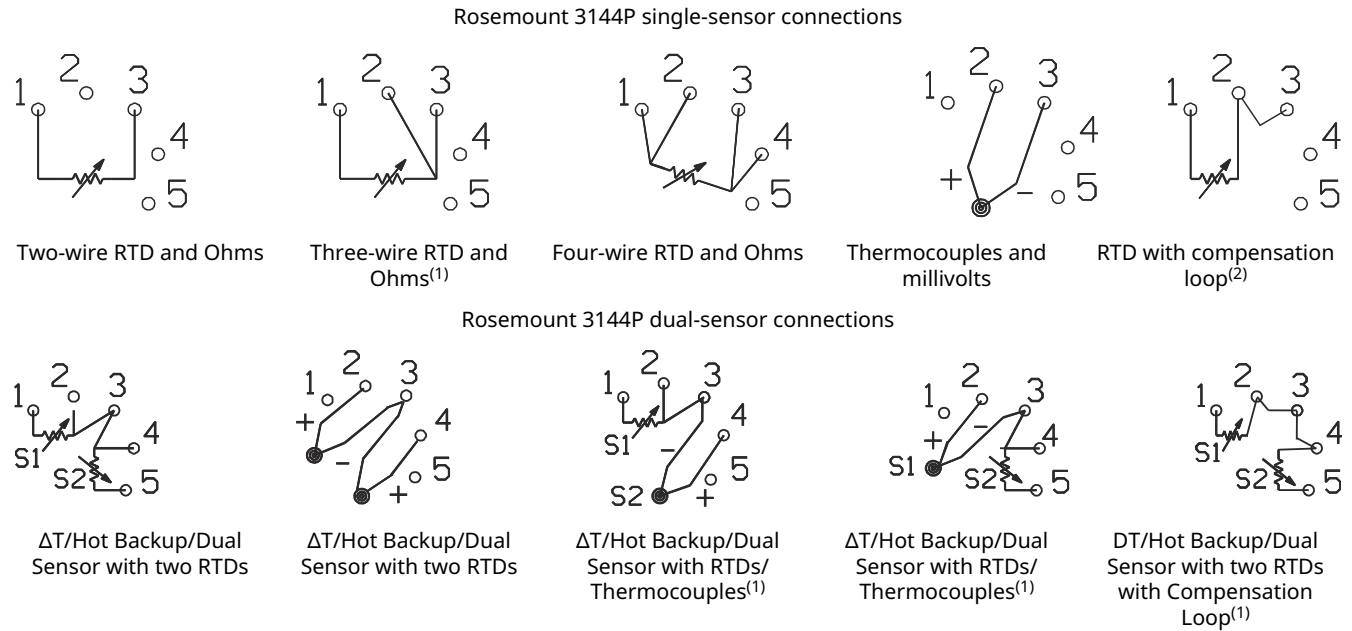 Rosemount 3144P single-sensor connections
1 2 3 4 5
1 2 3 4 5
1 2 3 4 5
1 2 3 4 5 + −
1 2 3 4 5
Two-wire RTD and Ohms
Three-wire RTD and
Ohms(1)
Four-wire RTD and Ohms
Thermocouples and
millivolts
RTD with compensation
loop(2)
Rosemount 3144P dual-sensor connections
1 2 3 4 5 S1 S2
1 2 3 4 5 + − +
1 2 3 4 5 S1 − S2 +
1 2 3 4 5 + − S1 S2
1 2 3 4 5 S1 S2
ΔT/Hot Backup/Dual
Sensor with two RTDs
ΔT/Hot Backup/Dual
Sensor with two RTDs
ΔT/Hot Backup/Dual
Sensor with RTDs/
Thermocouples(1)
ΔT/Hot Backup/Dual
Sensor with RTDs/
Thermocouples(1)
DT/Hot Backup/Dual
Sensor with two RTDs
with Compensation
Loop(1)